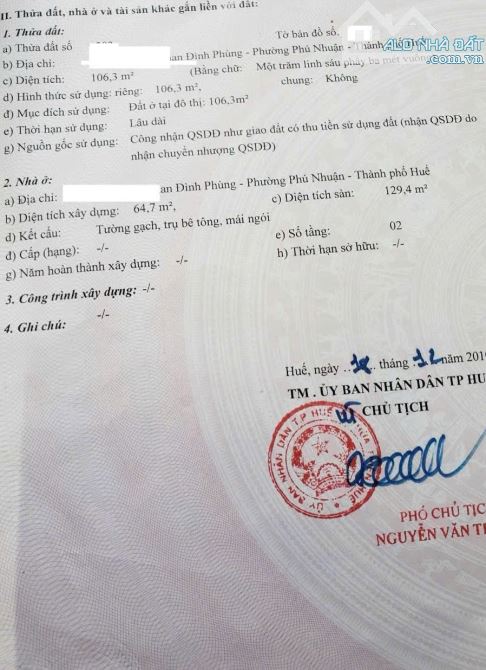 II. Thửa đất, nhà ở và tài sản khác gắn liền với đất:
1. Thửa đất:
a) Thửa đất số
Tờ bản đồ số.
ALO NHÀ ĐẤT
.com.vn
b) Địa chỉ: an Đình Phùng - Phường Phú Nhuận - Thành
c) Diện tích: 106,3 m² (Bằng chữ: Một trăm linh sáu phảy ba mét vuông
d) Hình thức sử dụng: riêng: 106,3 m², chung: Không
đ) Mục đích sử dụng: Đất ở tại đô thị: 106,3m²
e) Thời hạn sử dụng: Lâu dài
g) Nguồn gốc sử dụng: Công nhận QSDĐ như giao đất có thu tiền sử dụng đất (nhận QSDĐ do
nhận chuyển nhượng QSDĐ)
2. Nhà ở:
a) Địa chỉ: an Đình Phùng - Phường Phú Nhuận - Thành phố Huế
b) Diện tích xây dựng: 64,7 m², c) Diện tích sàn: 129,4 m²
d) Kết cấu: Tường gạch, trụ bê tông, mái ngói
đ) Cấp (hạng): -/- e) Số tầng: 02
g) Năm hoàn thành xây dựng: -/- h) Thời hạn sở hữu: -/-
3. Công trình xây dựng: -/-
4. Ghi chú: -/-
Huế, ngày tháng 12 năm 201
TM . ỦY BAN NHÂN DÂN TP HU
CHỦ TỊCH
ỦY BAN NHÂN DÂN TP HUẾ
PHÓ CHỦ TỊC
NGUYỄN VĂN T